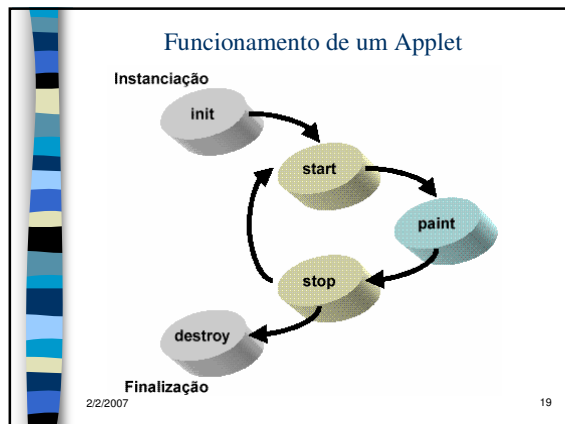 Funcionamento de um Applet
Instanciação
init
start
paint
stop
destroy
Finalização
2/2/2007
19